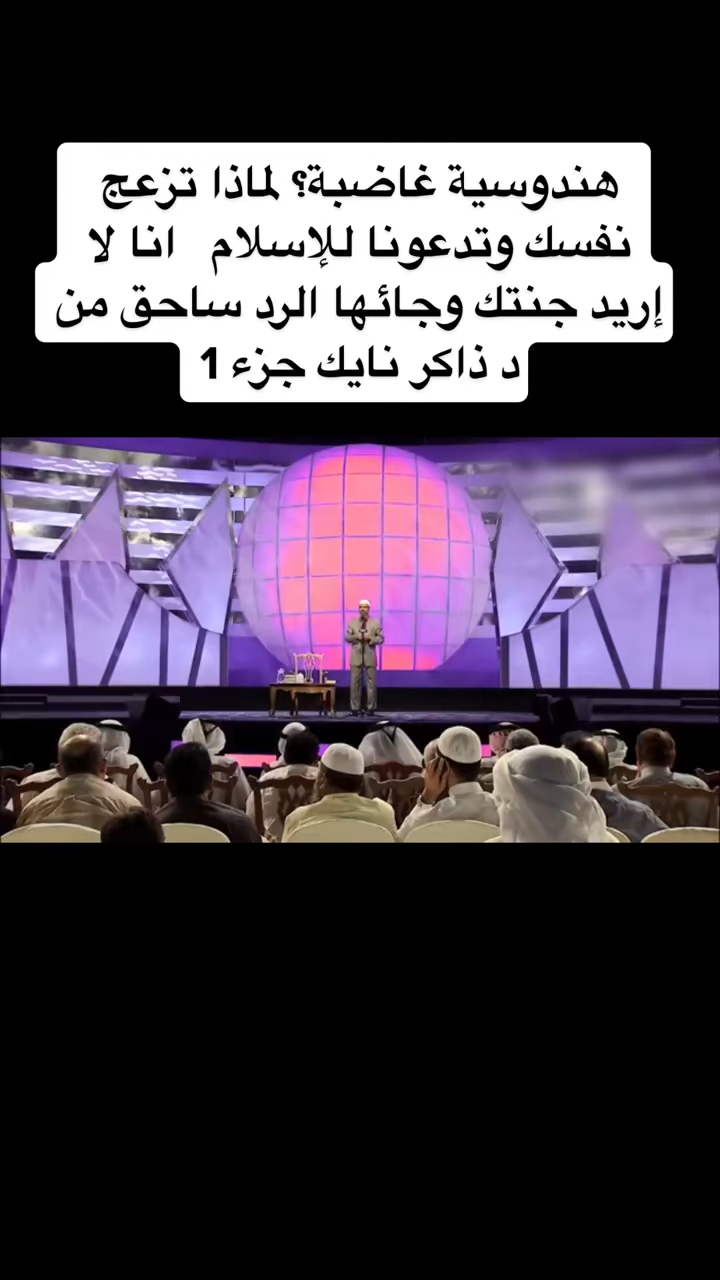 هندوسية غاضبة؟ لماذا تزعج
نفسك وتدعونا للإسلام   انا لا
إريد جنتك وجائها الرد ساحق من
د ذاكر نايك جزء 1